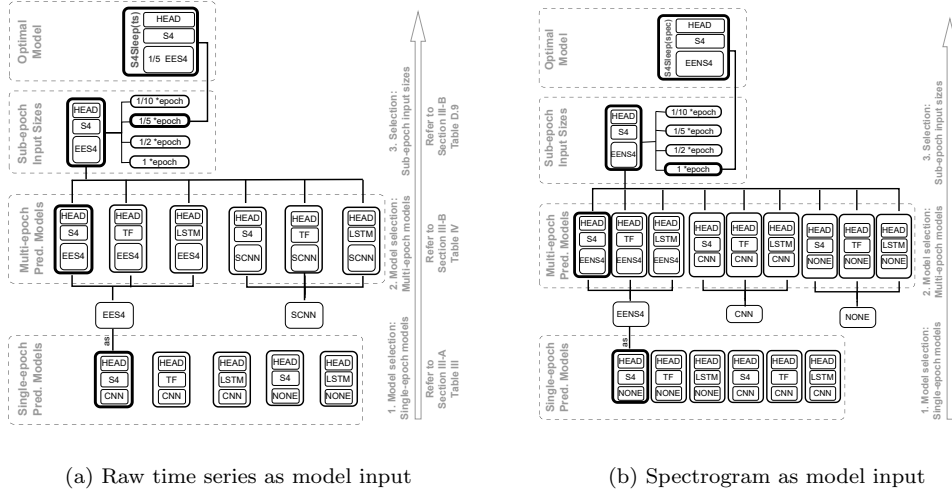 Optimal
Model
S4Sleep(ts)
HEAD
S4
1/5 EES4
Sub-epoch
Input Sizes
HEAD
S4
EES4
1/10 *epoch
1/5 *epoch
1/2 *epoch
1 *epoch
3. Selection:
Sub-epoch input sizes
Refer to
Section III-B
Table D.9
Multi-epoch
Pred. Models
HEAD
S4
EES4
HEAD
TF
EES4
HEAD
LSTM
EES4
HEAD
S4
SCNN
HEAD
TF
SCNN
HEAD
LSTM
SCNN
2. Model selection:
Multi-epoch models
Refer to
Section III-B
Table IV
EES4
SCNN
as
Single-epoch
Pred. Models
HEAD
S4
CNN
HEAD
TF
CNN
HEAD
LSTM
CNN
HEAD
S4
NONE
HEAD
LSTM
NONE
1. Model selection:
Single-epoch models
Refer to
Section III-A
Table III
(a) Raw time series as model input
Optimal
Model
S4Sleep(spec)
HEAD
S4
EENS4
Sub-epoch
Input Sizes
HEAD
S4
EENS4
1/10 *epoch
1/5 *epoch
1/2 *epoch
1 *epoch
3. Selection:
Sub-epoch input sizes
Multi-epoch
Pred. Models
HEAD
S4
EENS4
HEAD
TF
EENS4
HEAD
LSTM
EENS4
HEAD
S4
CNN
HEAD
TF
CNN
HEAD
LSTM
CNN
HEAD
S4
NONE
HEAD
TF
NONE
HEAD
LSTM
NONE
2. Model selection:
Multi-epoch models
EENS4
CNN
NONE
as
Single-epoch
Pred. Models
HEAD
S4
NONE
HEAD
TF
NONE
HEAD
LSTM
NONE
HEAD
S4
CNN
HEAD
TF
CNN
HEAD
LSTM
CNN
1. Model selection:
Single-epoch models
(b) Spectrogram as model input